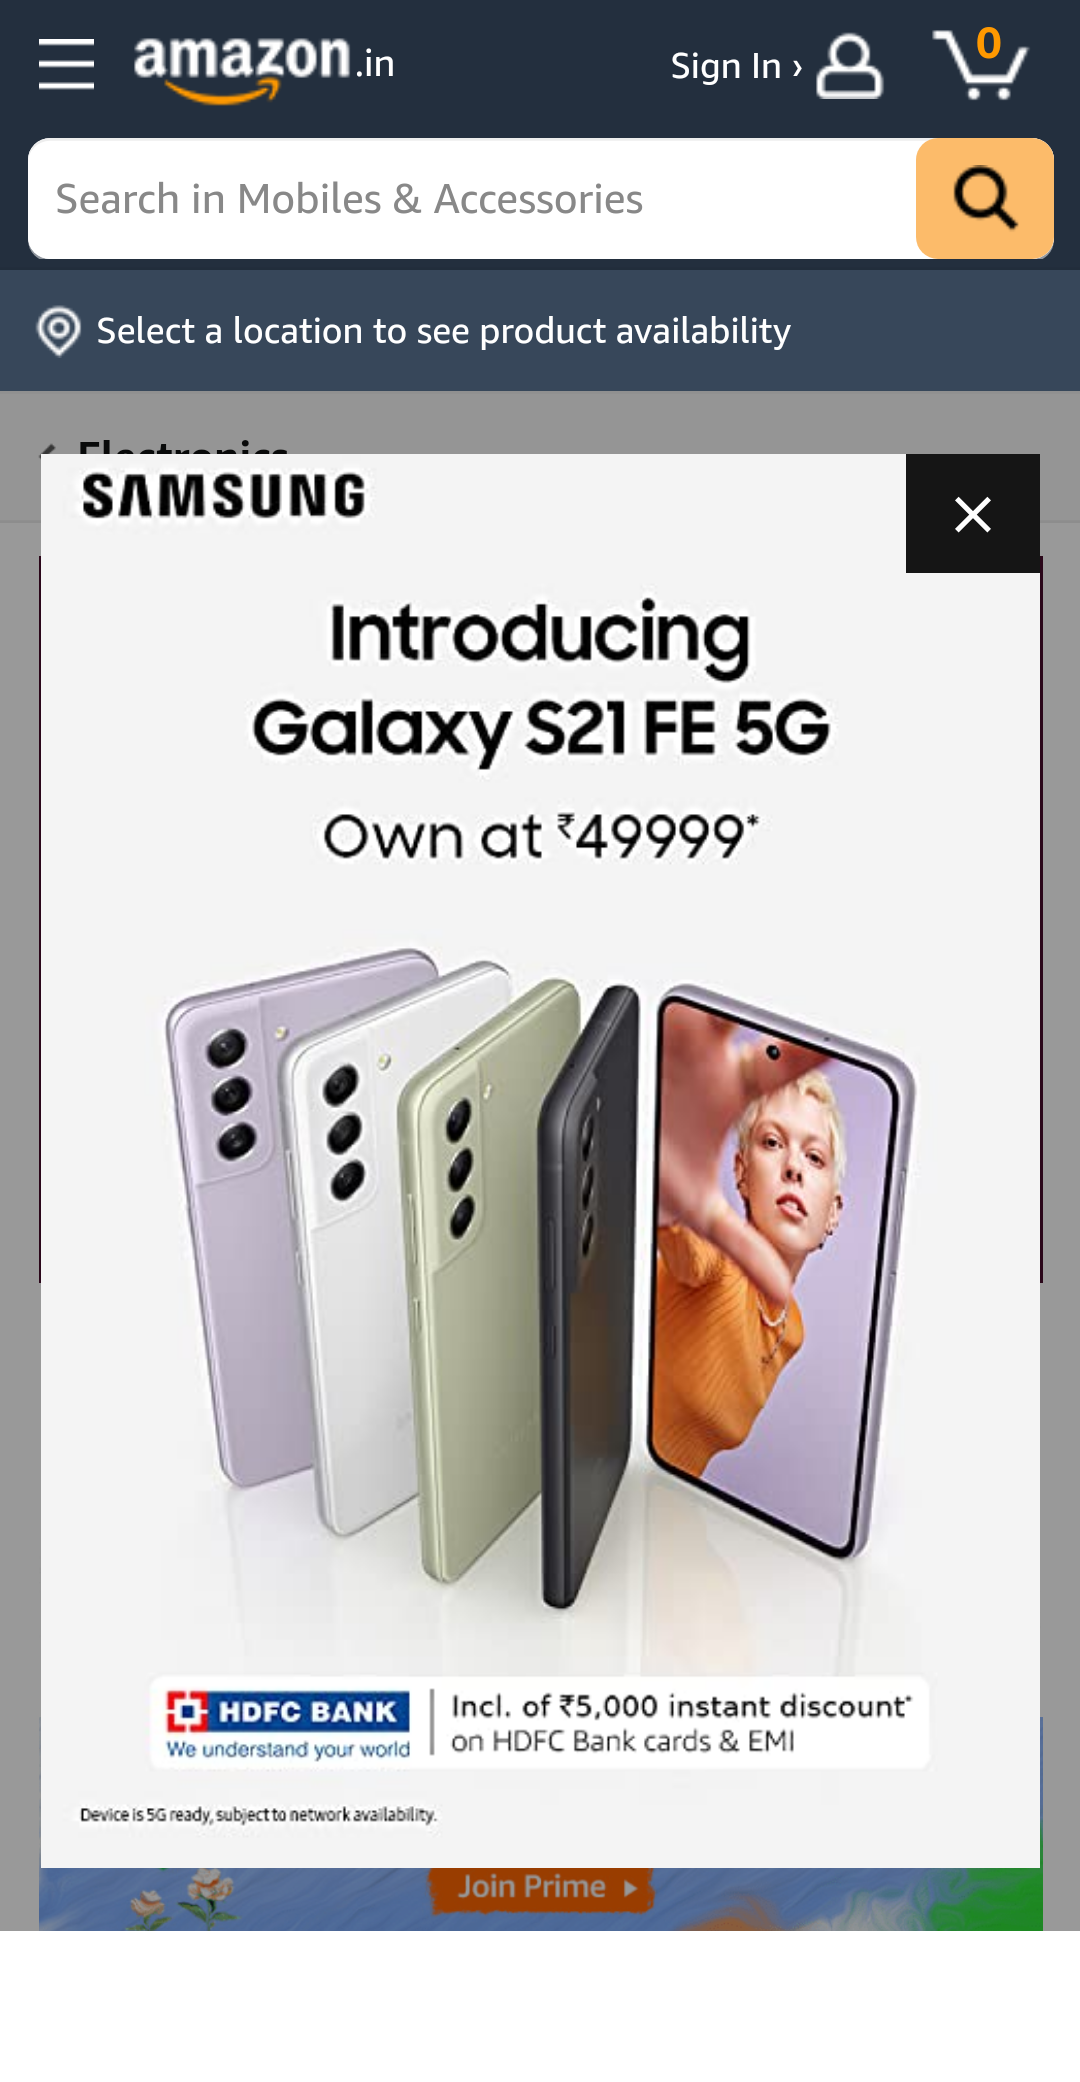 amazon.in
Sign In ›
0
Search in Mobiles & Accessories
Select a location to see product availability
Electronics
SAMSUNG
Introducing
Galaxy S21 FE 5G
Own at ₹49999*
HDFC BANK
We understand your world
Incl. of ₹5,000 instant discount*
on HDFC Bank cards & EMI
Device is 5G ready, subject to network availability.
Join Prime